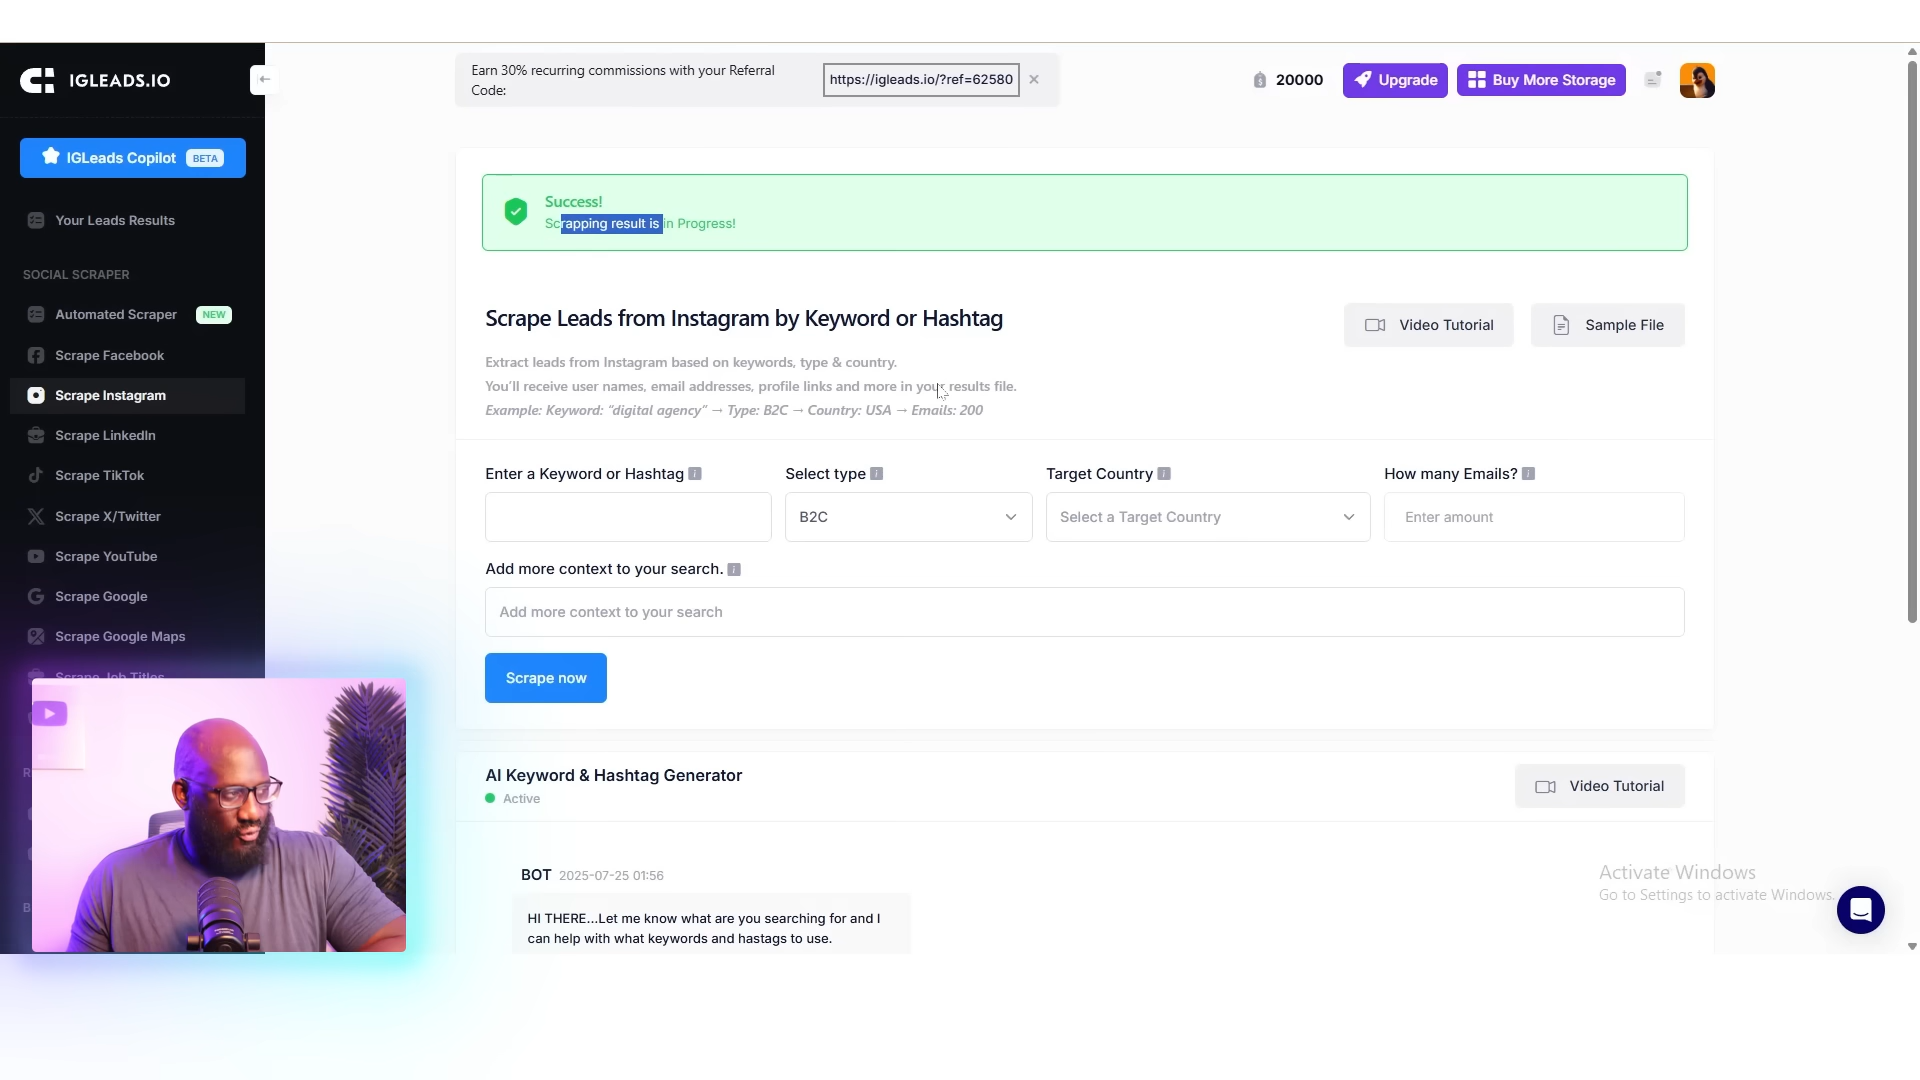 IGLEADS.IO
Earn 30% recurring commissions with your Referral
Code:
https://igleads.io/?ref=62580
20000
Upgrade
Buy More Storage
IGLeads Copilot BETA
Your Leads Results
SOCIAL SCRAPER
Automated Scraper NEW
Scrape Facebook
Scrape Instagram
Scrape LinkedIn
Scrape TikTok
Scrape X/Twitter
Scrape YouTube
Scrape Google
Scrape Google Maps
Scrape Job Titles
Success!
Scrapping result is in Progress!
Scrape Leads from Instagram by Keyword or Hashtag
Video Tutorial
Sample File
Extract leads from Instagram based on keywords, type & country.
You'll receive user names, email addresses, profile links and more in your results file.
Example: Keyword: "digital agency" → Type: B2C → Country: USA → Emails: 200
Enter a Keyword or Hashtag
Select type
Target Country
How many Emails?
B2C
Select a Target Country
Enter amount
Add more context to your search.
Add more context to your search
Scrape now
AI Keyword & Hashtag Generator
Active
Video Tutorial
BOT 2025-07-25 01:56
HI THERE...Let me know what are you searching for and I
can help with what keywords and hastags to use.
Activate Windows
Go to Settings to activate Windows.